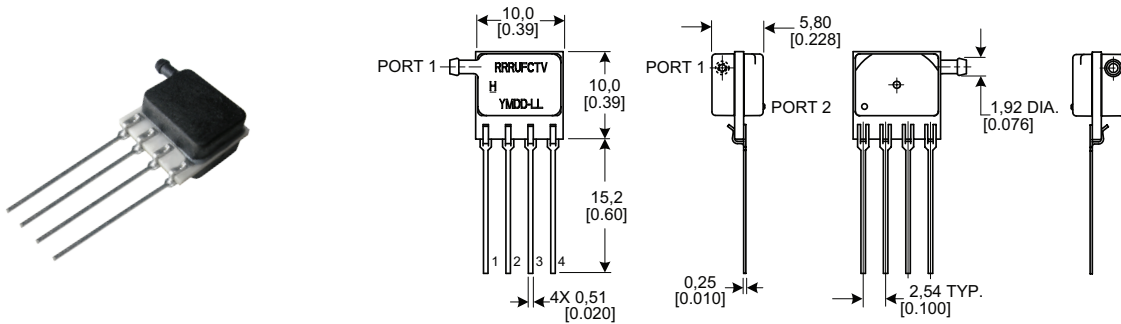 10,0
[0.39]
PORT 1
RRRUFCTV
H
YMDD-LL
10,0
[0.39]
15,2
[0.60]
1 2 3 4
4X 0,51
[0.020]
5,80
[0.228]
PORT 1
PORT 2
0,25
[0.010]
1,92 DIA.
[0.076]
2,54 TYP.
[0.100]